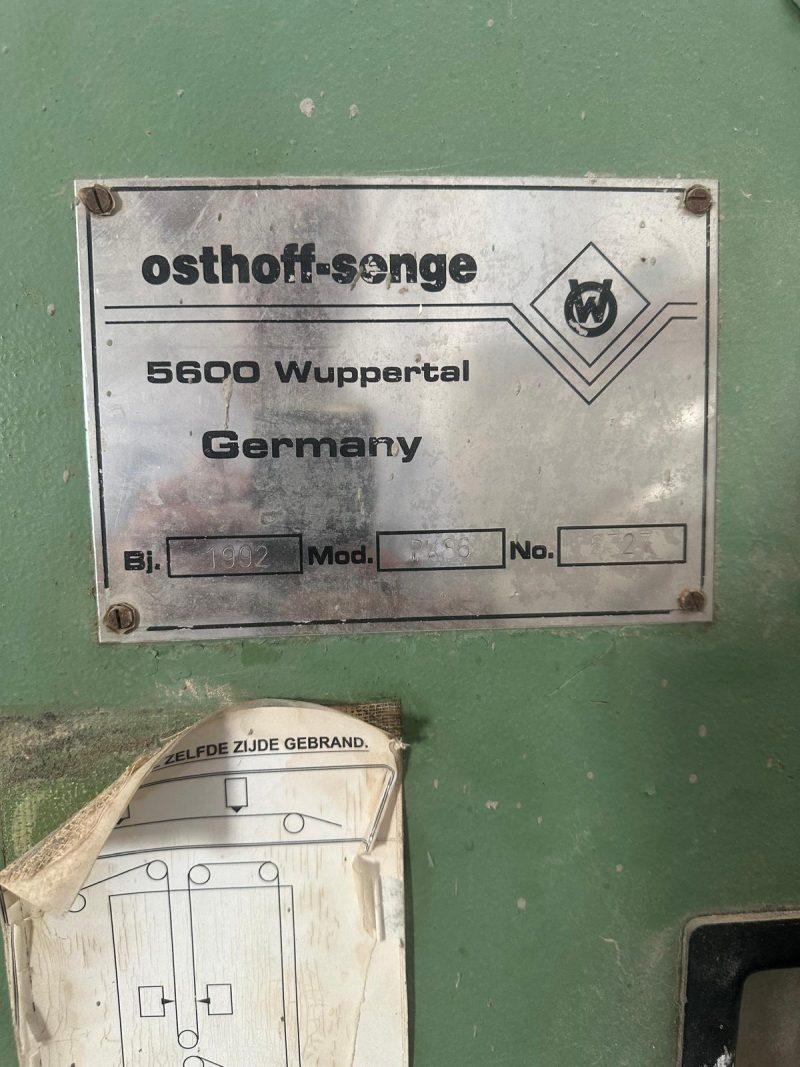 osthoff-senge
W
5600 Wuppertal
Germany
Bj. 1992 Mod. No.
ZELFDE ZIJDE GEBRAND.